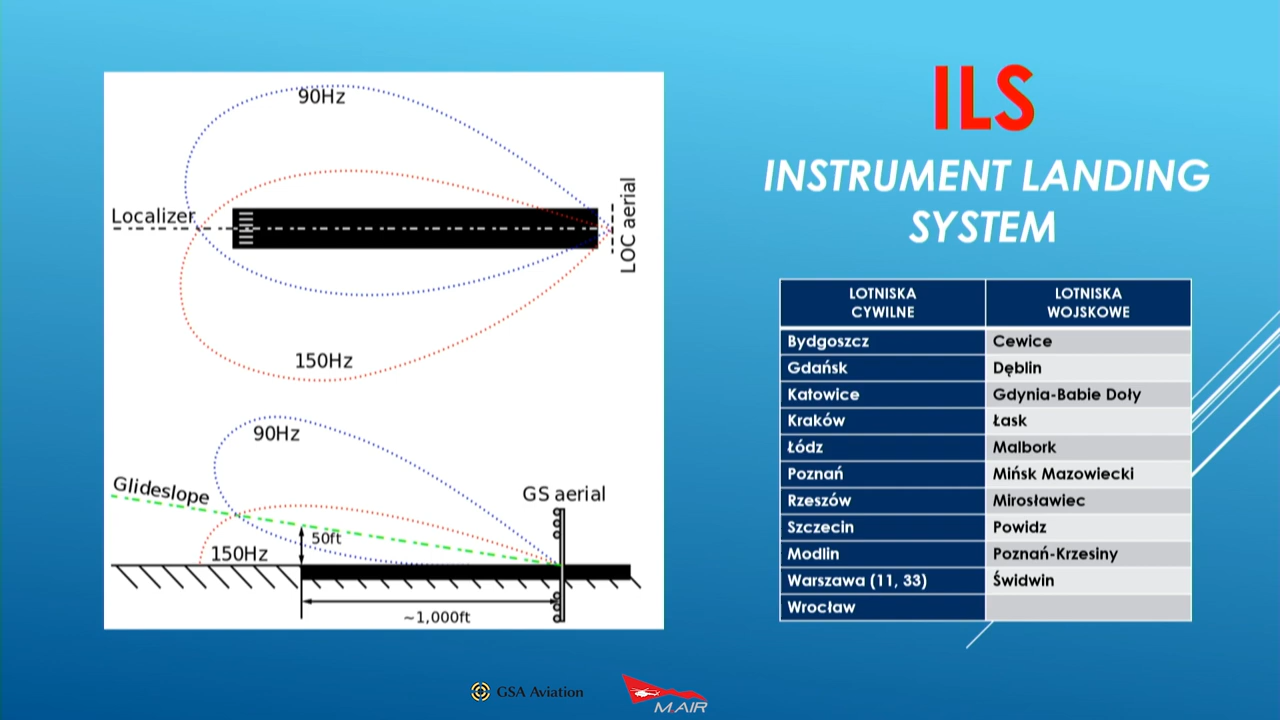 90Hz
Localizer
LOC aerial
150Hz
90Hz
Glideslope
GS aerial
50ft
150Hz
~1,000ft
ILS
INSTRUMENT LANDING
SYSTEM
LOTNISKA
CYWILNE
LOTNISKA
WOJSKOWE
Bydgoszcz Cewice
Gdańsk Dęblin
Katowice Gdynia-Babie Doły
Kraków Łask
Łódz Malbork
Poznań Mińsk Mazowiecki
Rzeszów Mirosławiec
Szczecin Powidz
Modlin Poznań-Krzesiny
Warszawa (11, 33) Świdwin
Wrocław
GSA Aviation
M.AIR